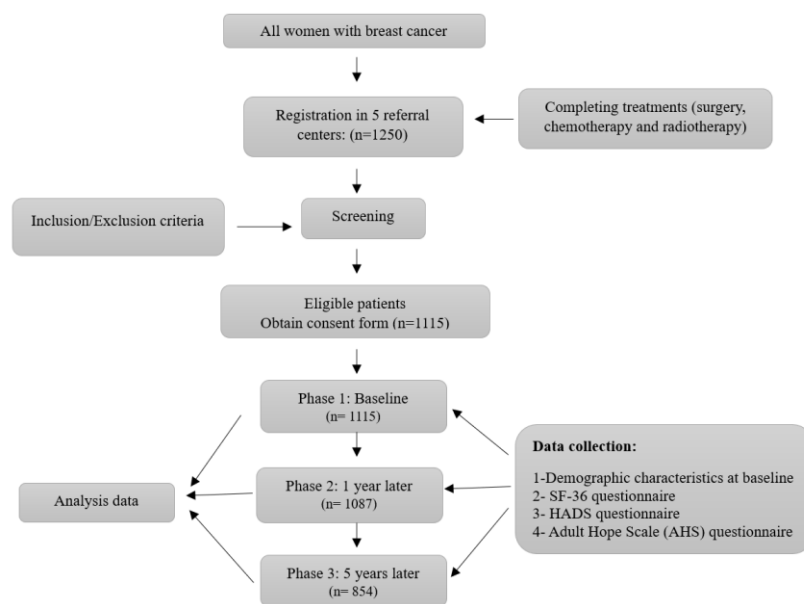 All women with breast cancer
Registration in 5 referral
centers: (n=1250)
Completing treatments (surgery,
chemotherapy and radiotherapy)
Inclusion/Exclusion criteria
Screening
Eligible patients
Obtain consent form (n=1115)
Phase 1: Baseline
(n= 1115)
Data collection:
1-Demographic characteristics at baseline
2- SF-36 questionnaire
3- HADS questionnaire
4- Adult Hope Scale (AHS) questionnaire
Analysis data
Phase 2: 1 year later
(n= 1087)
Phase 3: 5 years later
(n= 854)